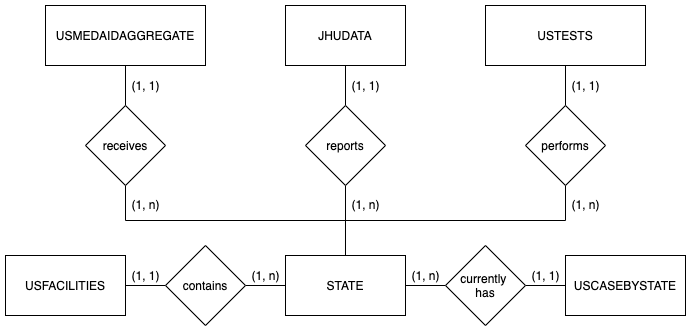 USMEDAIDAGGREGATE
JHUDATA
USTESTS
(1, 1)
(1, 1)
(1, 1)
receives
reports
performs
(1, n)
(1, n)
(1, n)
USFACILITIES
(1, 1)
contains
(1, n)
STATE
(1, n)
currently
has
(1, 1)
USCASEBYSTATE